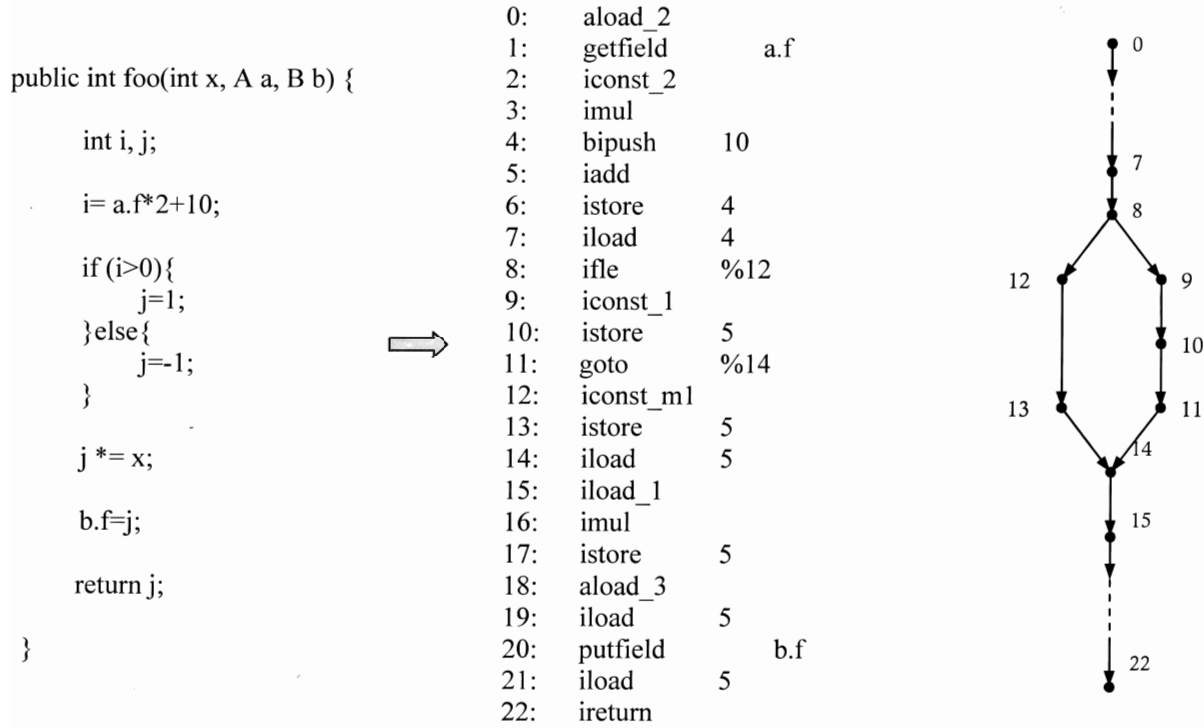 public int foo(int x, A a, B b) {
int i, j;
i= a.f*2+10;
if (i>0){
j=1;
}else{
j=-1;
}
j *= x;
b.f=j;
return j;
}
0: aload_2
1: getfield a.f
2: iconst_2
3: imul
4: bipush 10
5: iadd
6: istore 4
7: iload 4
8: ifle %12
9: iconst_1
10: istore 5
11: goto %14
12: iconst_m1
13: istore 5
14: iload 5
15: iload_1
16: imul
17: istore 5
18: aload_3
19: iload 5
20: putfield b.f
21: iload 5
22: ireturn
0
7
8
12 9
10
13 11
14
15
22